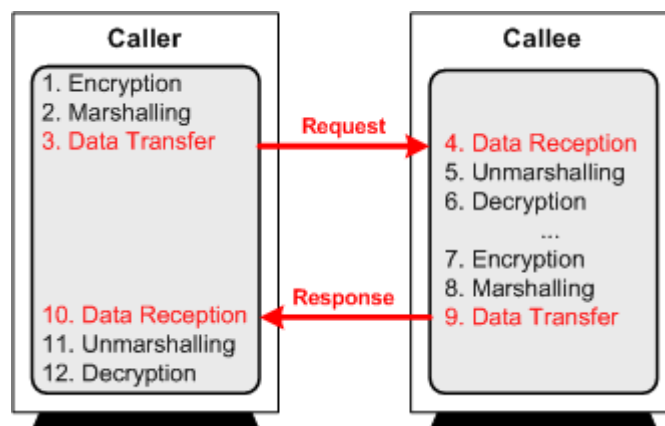 Caller
1. Encryption
2. Marshalling
3. Data Transfer
10. Data Reception
11. Unmarshalling
12. Decryption
Request
Response
Callee
4. Data Reception
5. Unmarshalling
6. Decryption
...
7. Encryption
8. Marshalling
9. Data Transfer